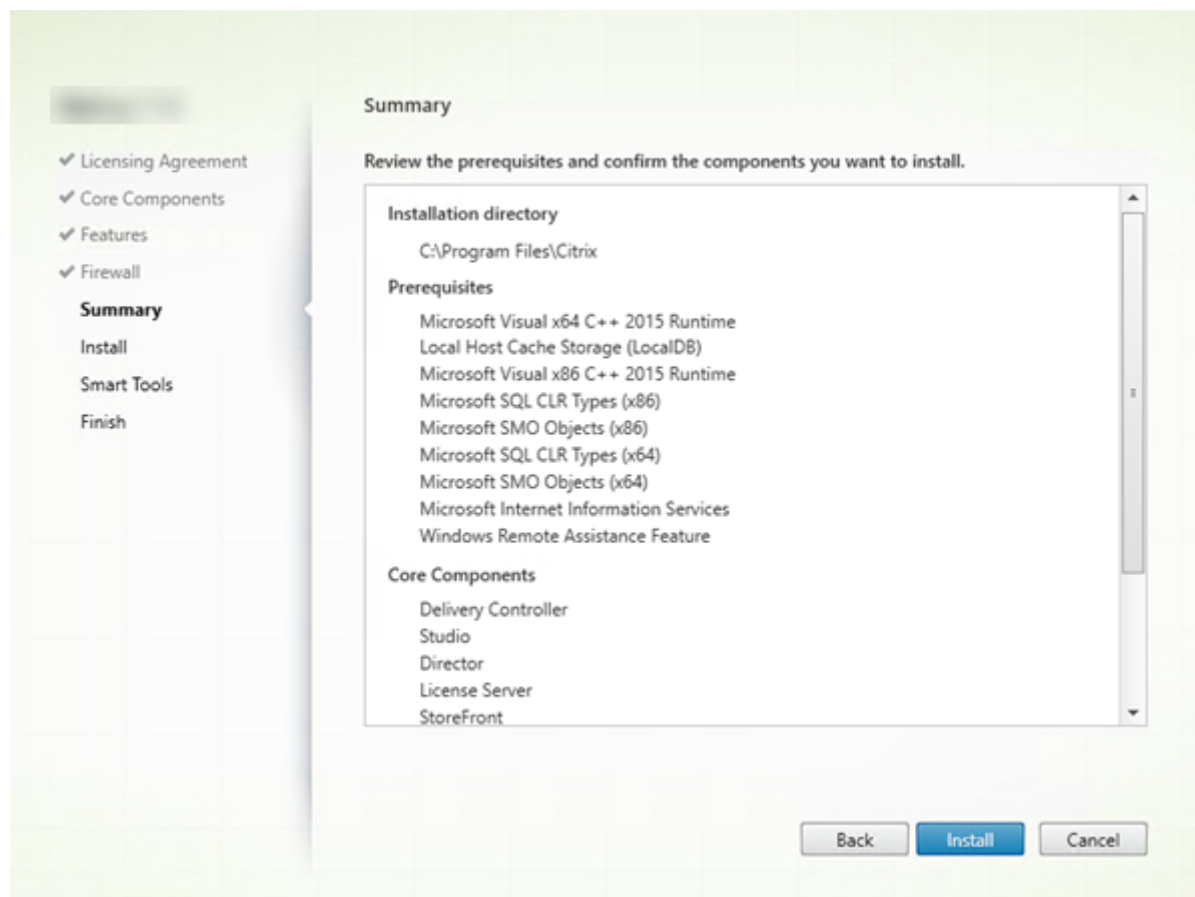 Summary
Review the prerequisites and confirm the components you want to install.
Licensing Agreement
Core Components
Features
Firewall
Summary
Install
Smart Tools
Finish
Installation directory
C:\Program Files\Citrix
Prerequisites
Microsoft Visual x64 C++ 2015 Runtime
Local Host Cache Storage (LocalDB)
Microsoft Visual x86 C++ 2015 Runtime
Microsoft SQL CLR Types (x86)
Microsoft SMO Objects (x86)
Microsoft SQL CLR Types (x64)
Microsoft SMO Objects (x64)
Microsoft Internet Information Services
Windows Remote Assistance Feature
Core Components
Delivery Controller
Studio
Director
License Server
StoreFront
Back
Install
Cancel